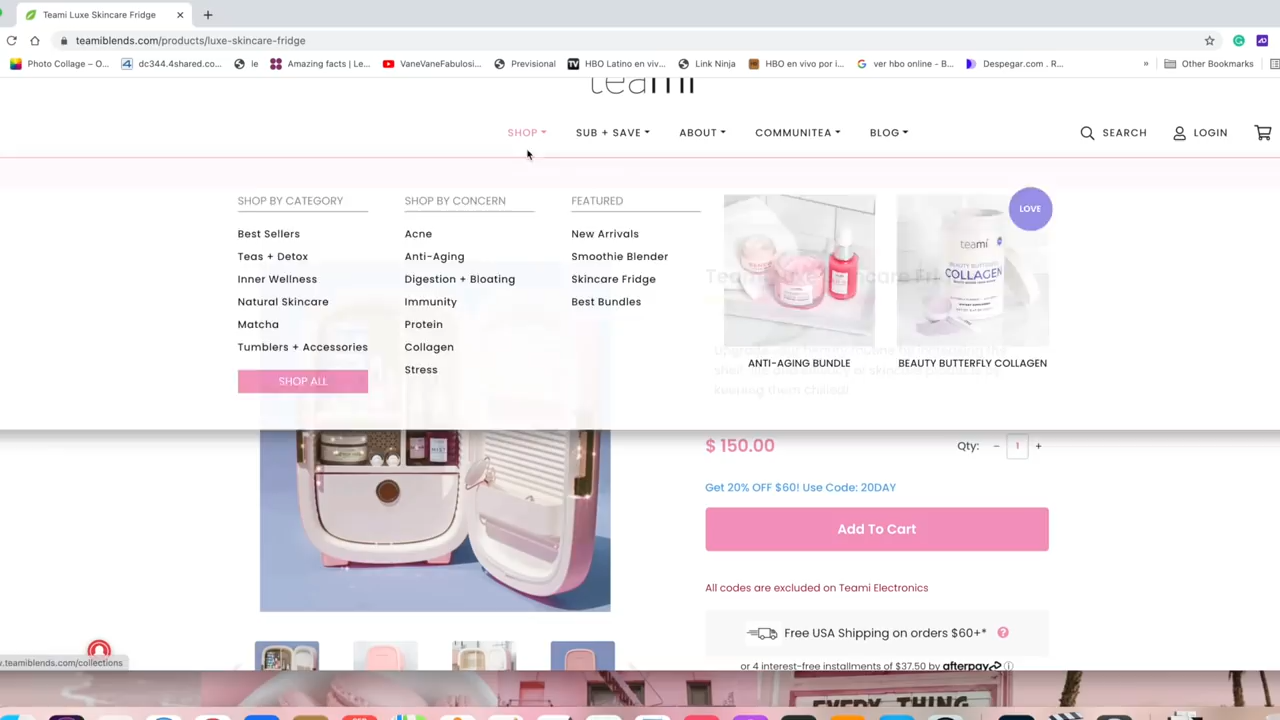 Teami Luxe Skincare Fridge
teamiblends.com/products/luxe-skincare-fridge
Photo Collage – O...
dc344.4shared.co...
le
Amazing facts | Le...
VaneVaneFabulosi...
Previsional
HBO Latino en viv...
Link Ninja
HBO en vivo por i...
ver hbo online - B...
Despegar.com . R...
»
Other Bookmarks
teami
SHOP
SUB + SAVE
ABOUT
COMMUNITEA
BLOG
SEARCH
LOGIN
SHOP BY CATEGORY
Best Sellers
Teas + Detox
Inner Wellness
Natural Skincare
Matcha
Tumblers + Accessories
SHOP ALL
SHOP BY CONCERN
Acne
Anti-Aging
Digestion + Bloating
Immunity
Protein
Collagen
Stress
FEATURED
New Arrivals
Smoothie Blender
Skincare Fridge
Best Bundles
ANTI-AGING BUNDLE
LOVE
teami
BEAUTY BUTTERFLY
COLLAGEN
BEAUTY BUTTERFLY COLLAGEN
keeping them chilled!
$ 150.00
Qty: − 1 +
Get 20% OFF $60! Use Code: 20DAY
Add To Cart
All codes are excluded on Teami Electronics
Free USA Shipping on orders $60+* ?
or 4 interest-free installments of $37.50 by afterpay
w.teamiblends.com/collections
EVERY THING